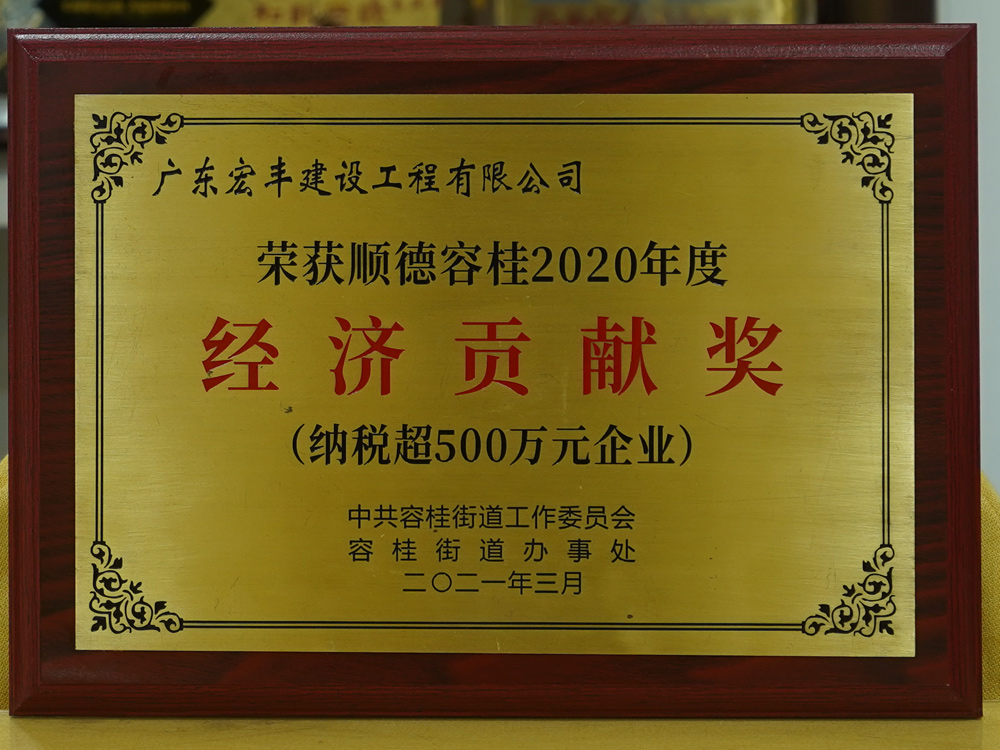 广东宏丰建设工程有限公司
荣获顺德容桂2020年度
经济贡献奖
（纳税超500万元企业）
中共容桂街道工作委员会
容桂街道办事处
二〇二一年三月